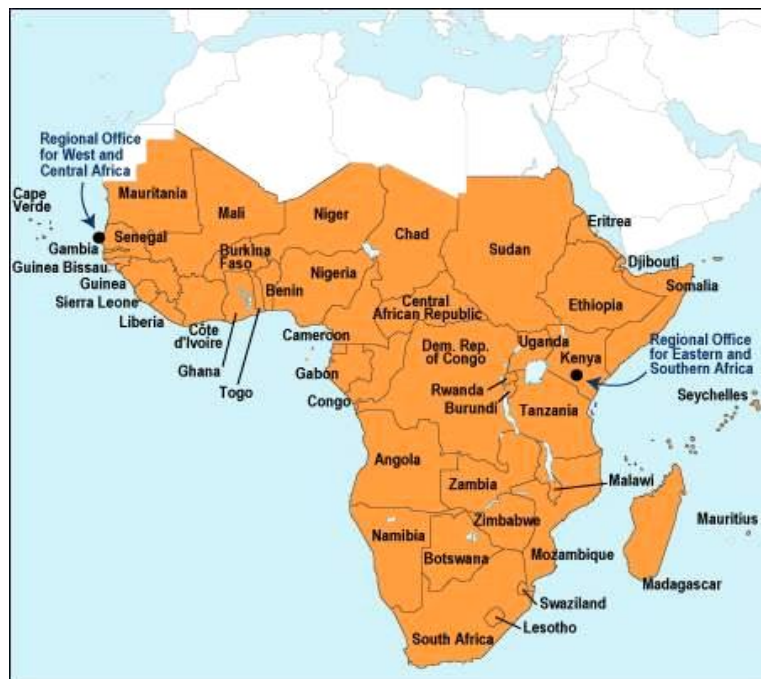 Regional Office
for West and
Central Africa
Cape
Verde
Mauritania
Mali
Niger
Chad
Sudan
Eritrea
Senegal
Gambia
Burkina
Faso
Djibouti
Guinea Bissau
Guinea
Nigeria
Benin
Somalia
Sierra Leone
Ethiopia
Liberia
Central
African Republic
Côte
d'Ivoire
Cameroon
Uganda
Dem. Rep.
of Congo
Kenya
Regional Office
for Eastern and
Southern Africa
Ghana
Gabon
Togo
Congo
Rwanda
Burundi
Tanzania
Seychelles
Angola
Zambia
Malawi
Zimbabwe
Mauritius
Namibia
Botswana
Mozambique
Madagascar
Swaziland
Lesotho
South Africa